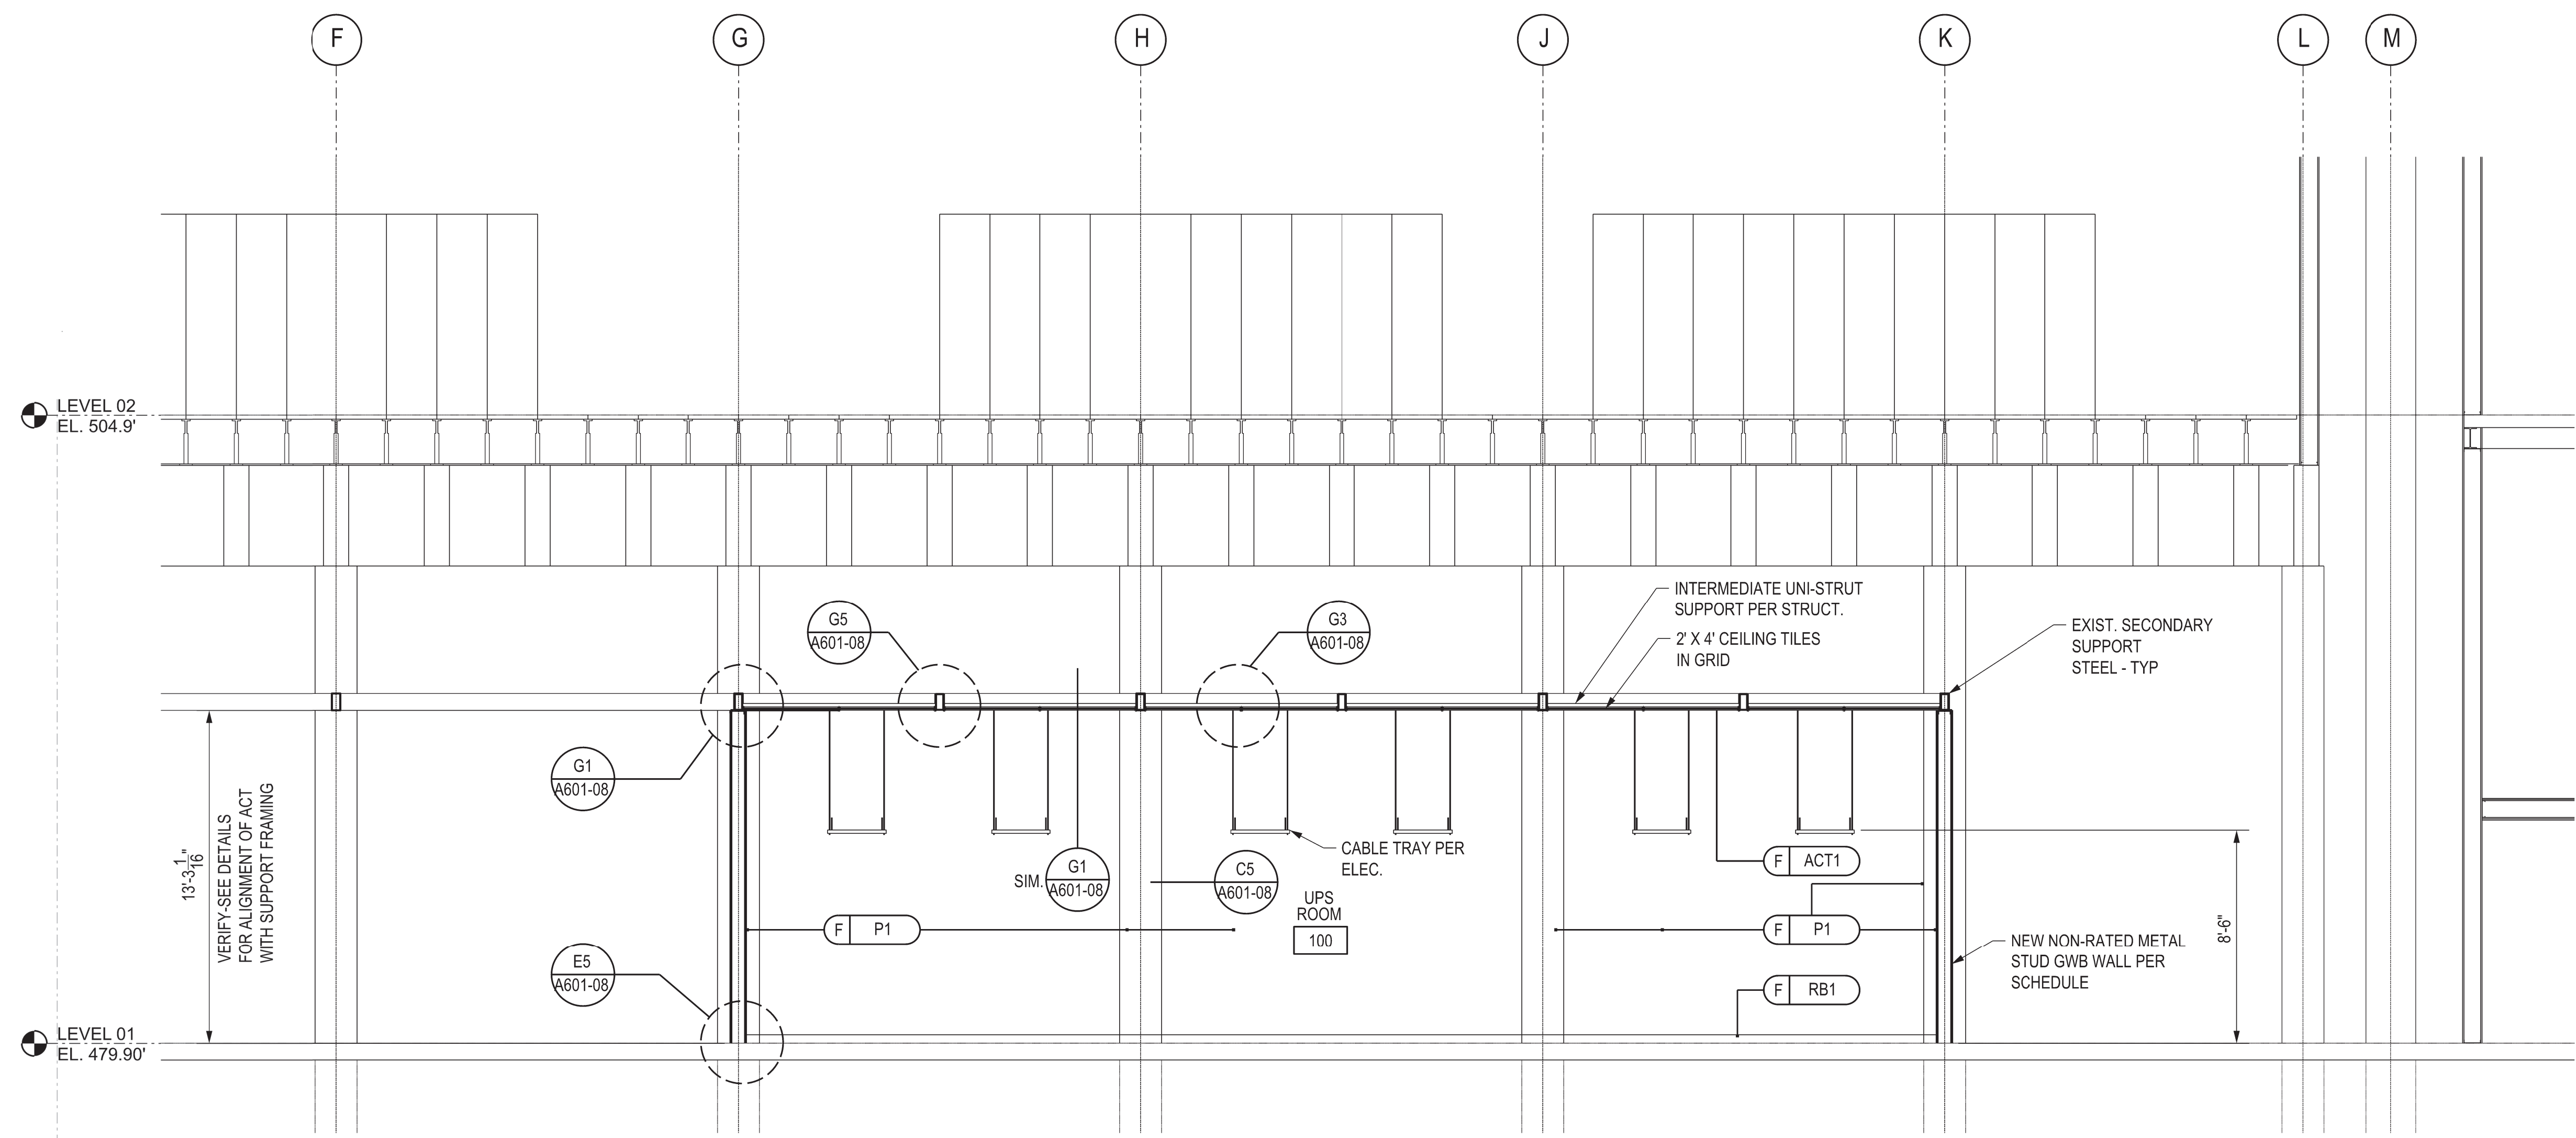 F
G
H
J
K
L
M
LEVEL 02
EL. 504.9'
G5
A601-08
G3
A601-08
INTERMEDIATE UNI-STRUT
SUPPORT PER STRUCT.
2' X 4' CEILING TILES
IN GRID
EXIST. SECONDARY
SUPPORT
STEEL - TYP
G1
A601-08
13'-3 1/16"
VERIFY-SEE DETAILS
FOR ALIGNMENT OF ACT
WITH SUPPORT FRAMING
SIM.
G1
A601-08
C5
A601-08
CABLE TRAY PER
ELEC.
UPS
ROOM
100
F ACT1
F P1
F P1
F RB1
8'-6"
NEW NON-RATED METAL
STUD GWB WALL PER
SCHEDULE
E5
A601-08
LEVEL 01
EL. 479.90'